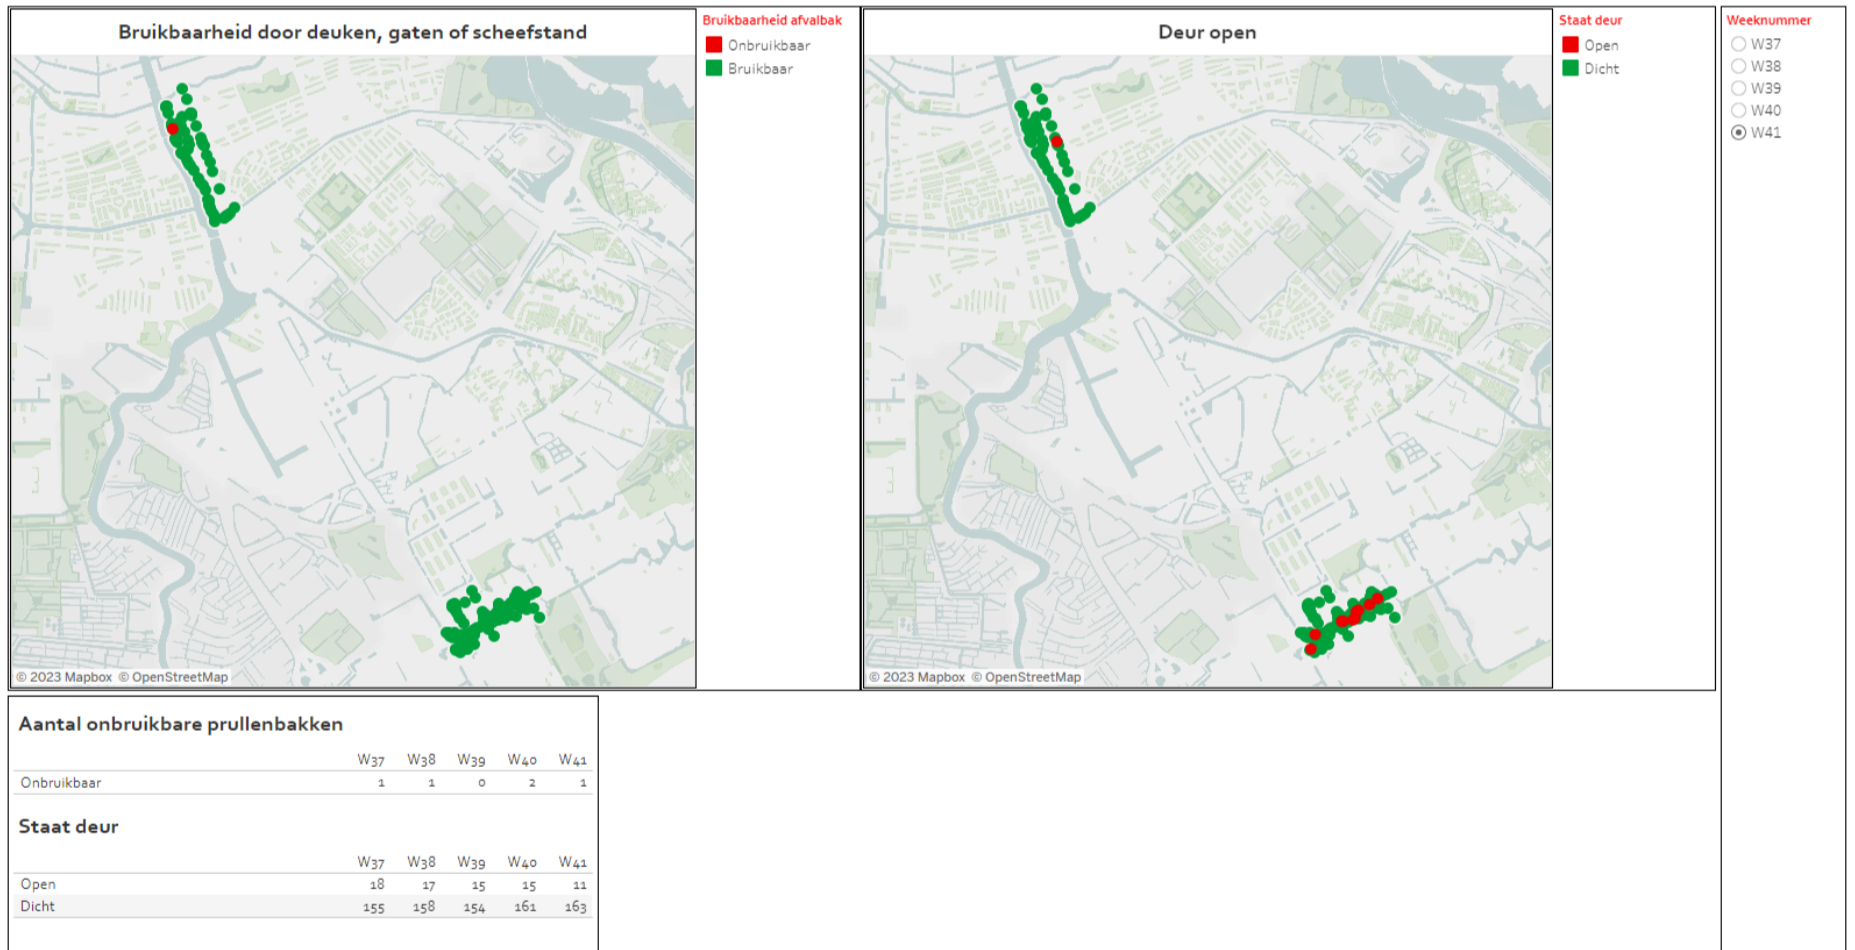 Bruikbaarheid door deuken, gaten of scheefstand
Bruikbaarheid afvalbak
Onbruikbaar
Bruikbaar
© 2023 Mapbox © OpenStreetMap
Deur open
Staat deur
Open
Dicht
© 2023 Mapbox © OpenStreetMap
Weeknummer
W37
W38
W39
W40
W41
Aantal onbruikbare prullenbakken
W37 W38 W39 W40 W41
Onbruikbaar 1 1 0 2 1
Staat deur
W37 W38 W39 W40 W41
Open 18 17 15 15 11
Dicht 155 158 154 161 163